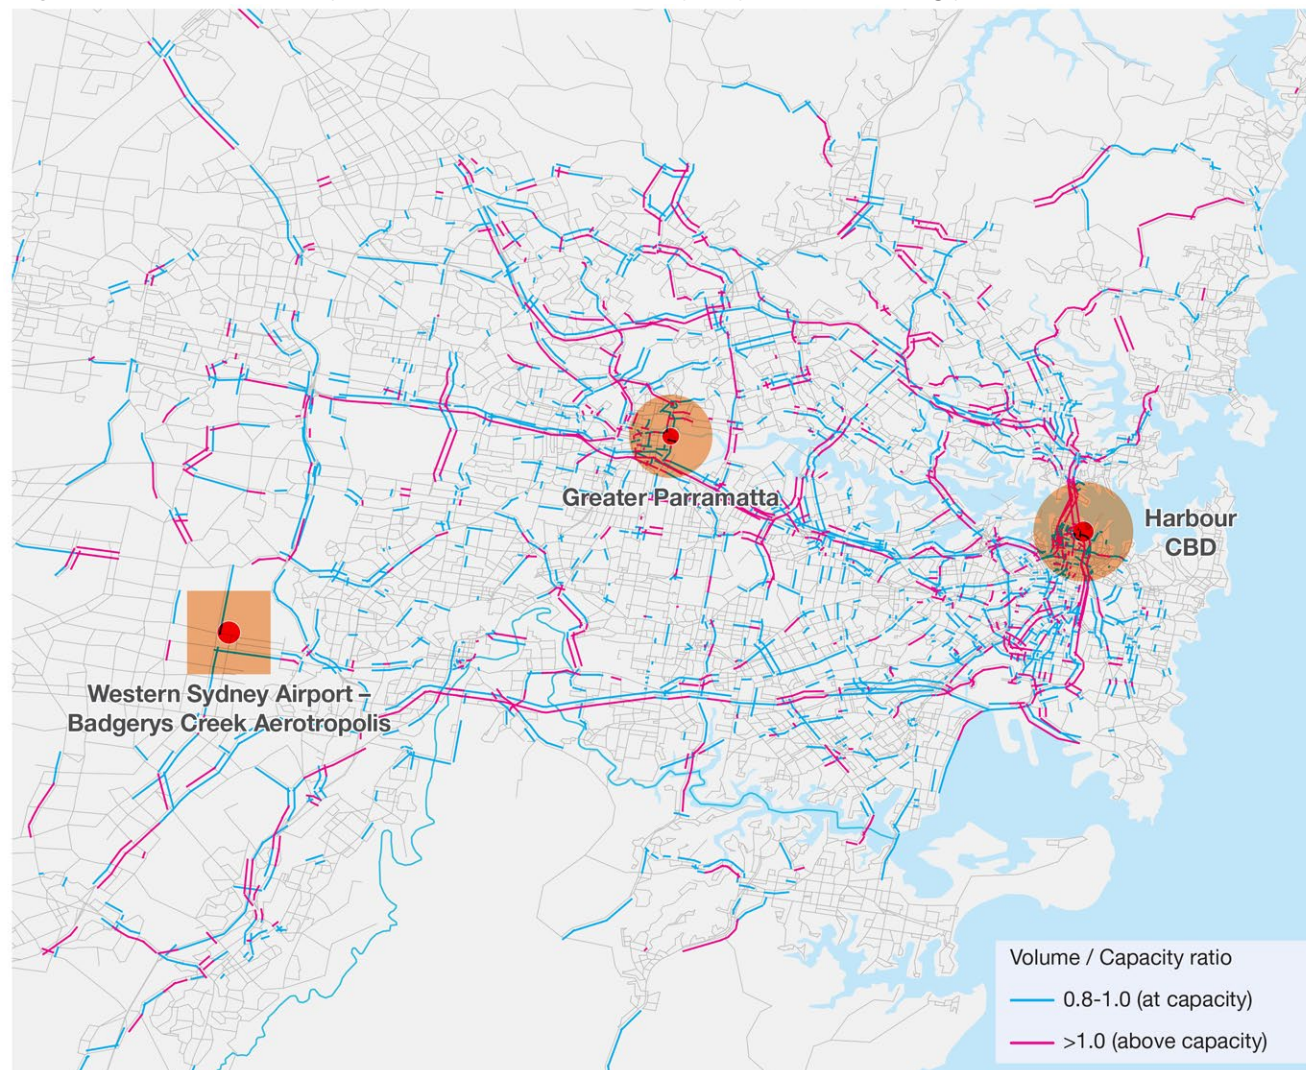 Greater Parramatta
Harbour
CBD
Western Sydney Airport –
Badgerys Creek Aerotropolis
Volume / Capacity ratio
0.8-1.0 (at capacity)
>1.0 (above capacity)